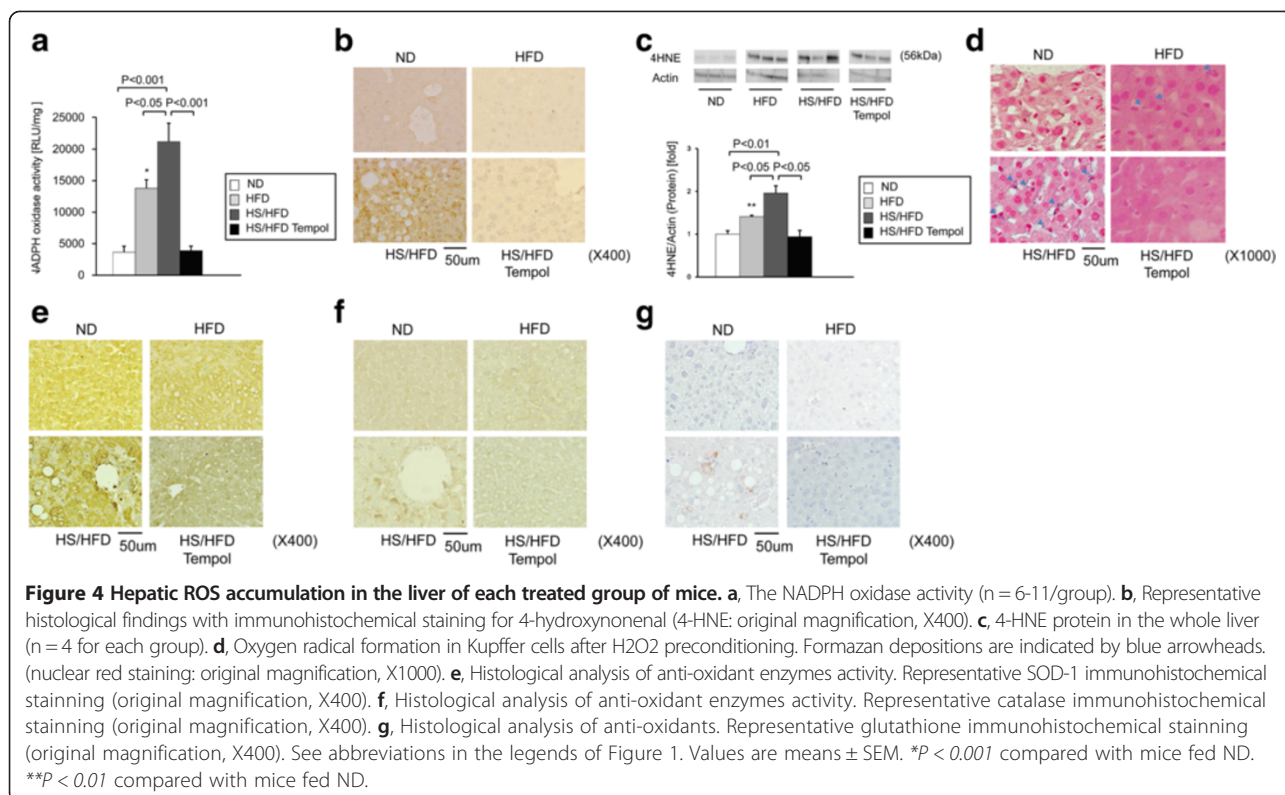 a
P<0.001
P<0.05 P<0.001
ADPH oxidase activity [RLU/mg]
25000
20000
15000
10000
5000
0
*
ND
HFD
HS/HFD
HS/HFD Tempol
b
ND HFD
HS/HFD 50um HS/HFD Tempol (X400)
c
4HNE (56kDa)
Actin
ND HFD HS/HFD HS/HFD Tempol
P<0.01
P<0.05 P<0.05
4HNE/Actin (Protein) [fold]
3
2
1
0
**
ND
HFD
HS/HFD
HS/HFD Tempol
d
ND HFD
HS/HFD 50um HS/HFD Tempol (X1000)
e
ND HFD
HS/HFD 50um HS/HFD Tempol (X400)
f
ND HFD
HS/HFD 50um HS/HFD Tempol (X400)
g
ND HFD
HS/HFD 50um HS/HFD Tempol (X400)
Figure 4 Hepatic ROS accumulation in the liver of each treated group of mice. a, The NADPH oxidase activity (n = 6-11/group). b, Representative
histological findings with immunohistochemical staining for 4-hydroxynonenal (4-HNE: original magnification, X400). c, 4-HNE protein in the whole liver
(n = 4 for each group). d, Oxygen radical formation in Kupffer cells after H2O2 preconditioning. Formazan depositions are indicated by blue arrowheads.
(nuclear red staining: original magnification, X1000). e, Histological analysis of anti-oxidant enzymes activity. Representative SOD-1 immunohistochemical
stainning (original magnification, X400). f, Histological analysis of anti-oxidant enzymes activity. Representative catalase immunohistochemical
stainning (original magnification, X400). g, Histological analysis of anti-oxidants. Representative glutathione immunohistochemical stainning
(original magnification, X400). See abbreviations in the legends of Figure 1. Values are means ± SEM. *P < 0.001 compared with mice fed ND.
**P < 0.01 compared with mice fed ND.